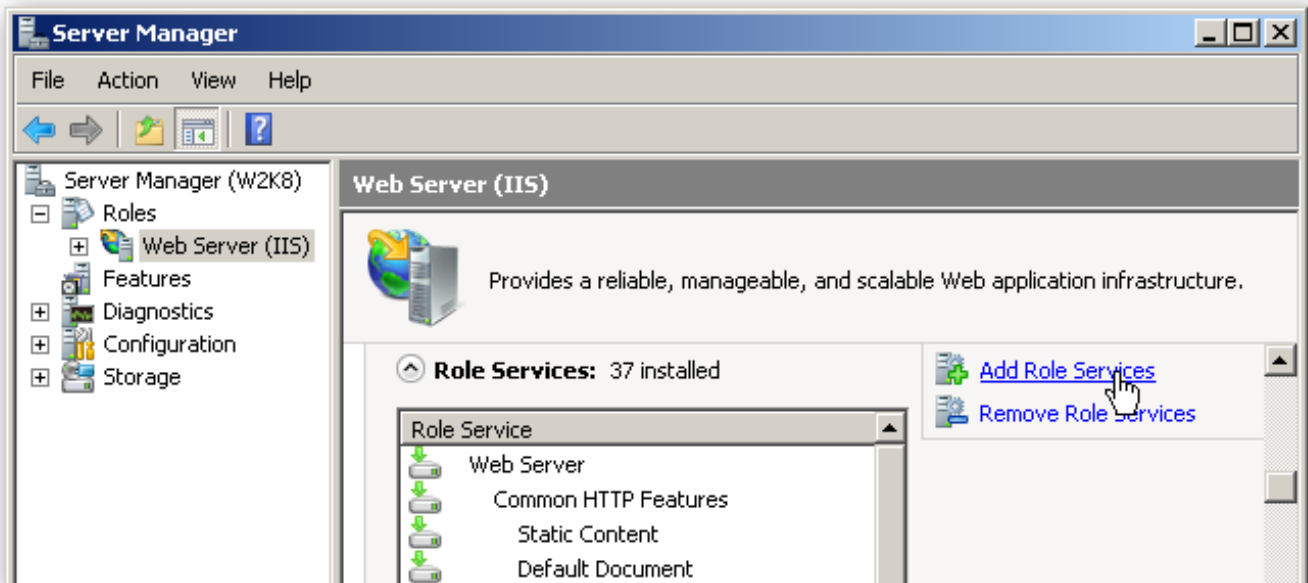 Server Manager
File Action View Help
Server Manager (W2K8)
Roles
Web Server (IIS)
Features
Diagnostics
Configuration
Storage
Web Server (IIS)
Provides a reliable, manageable, and scalable Web application infrastructure.
Role Services: 37 installed
Role Service
Web Server
Common HTTP Features
Static Content
Default Document
Add Role Services
Remove Role Services